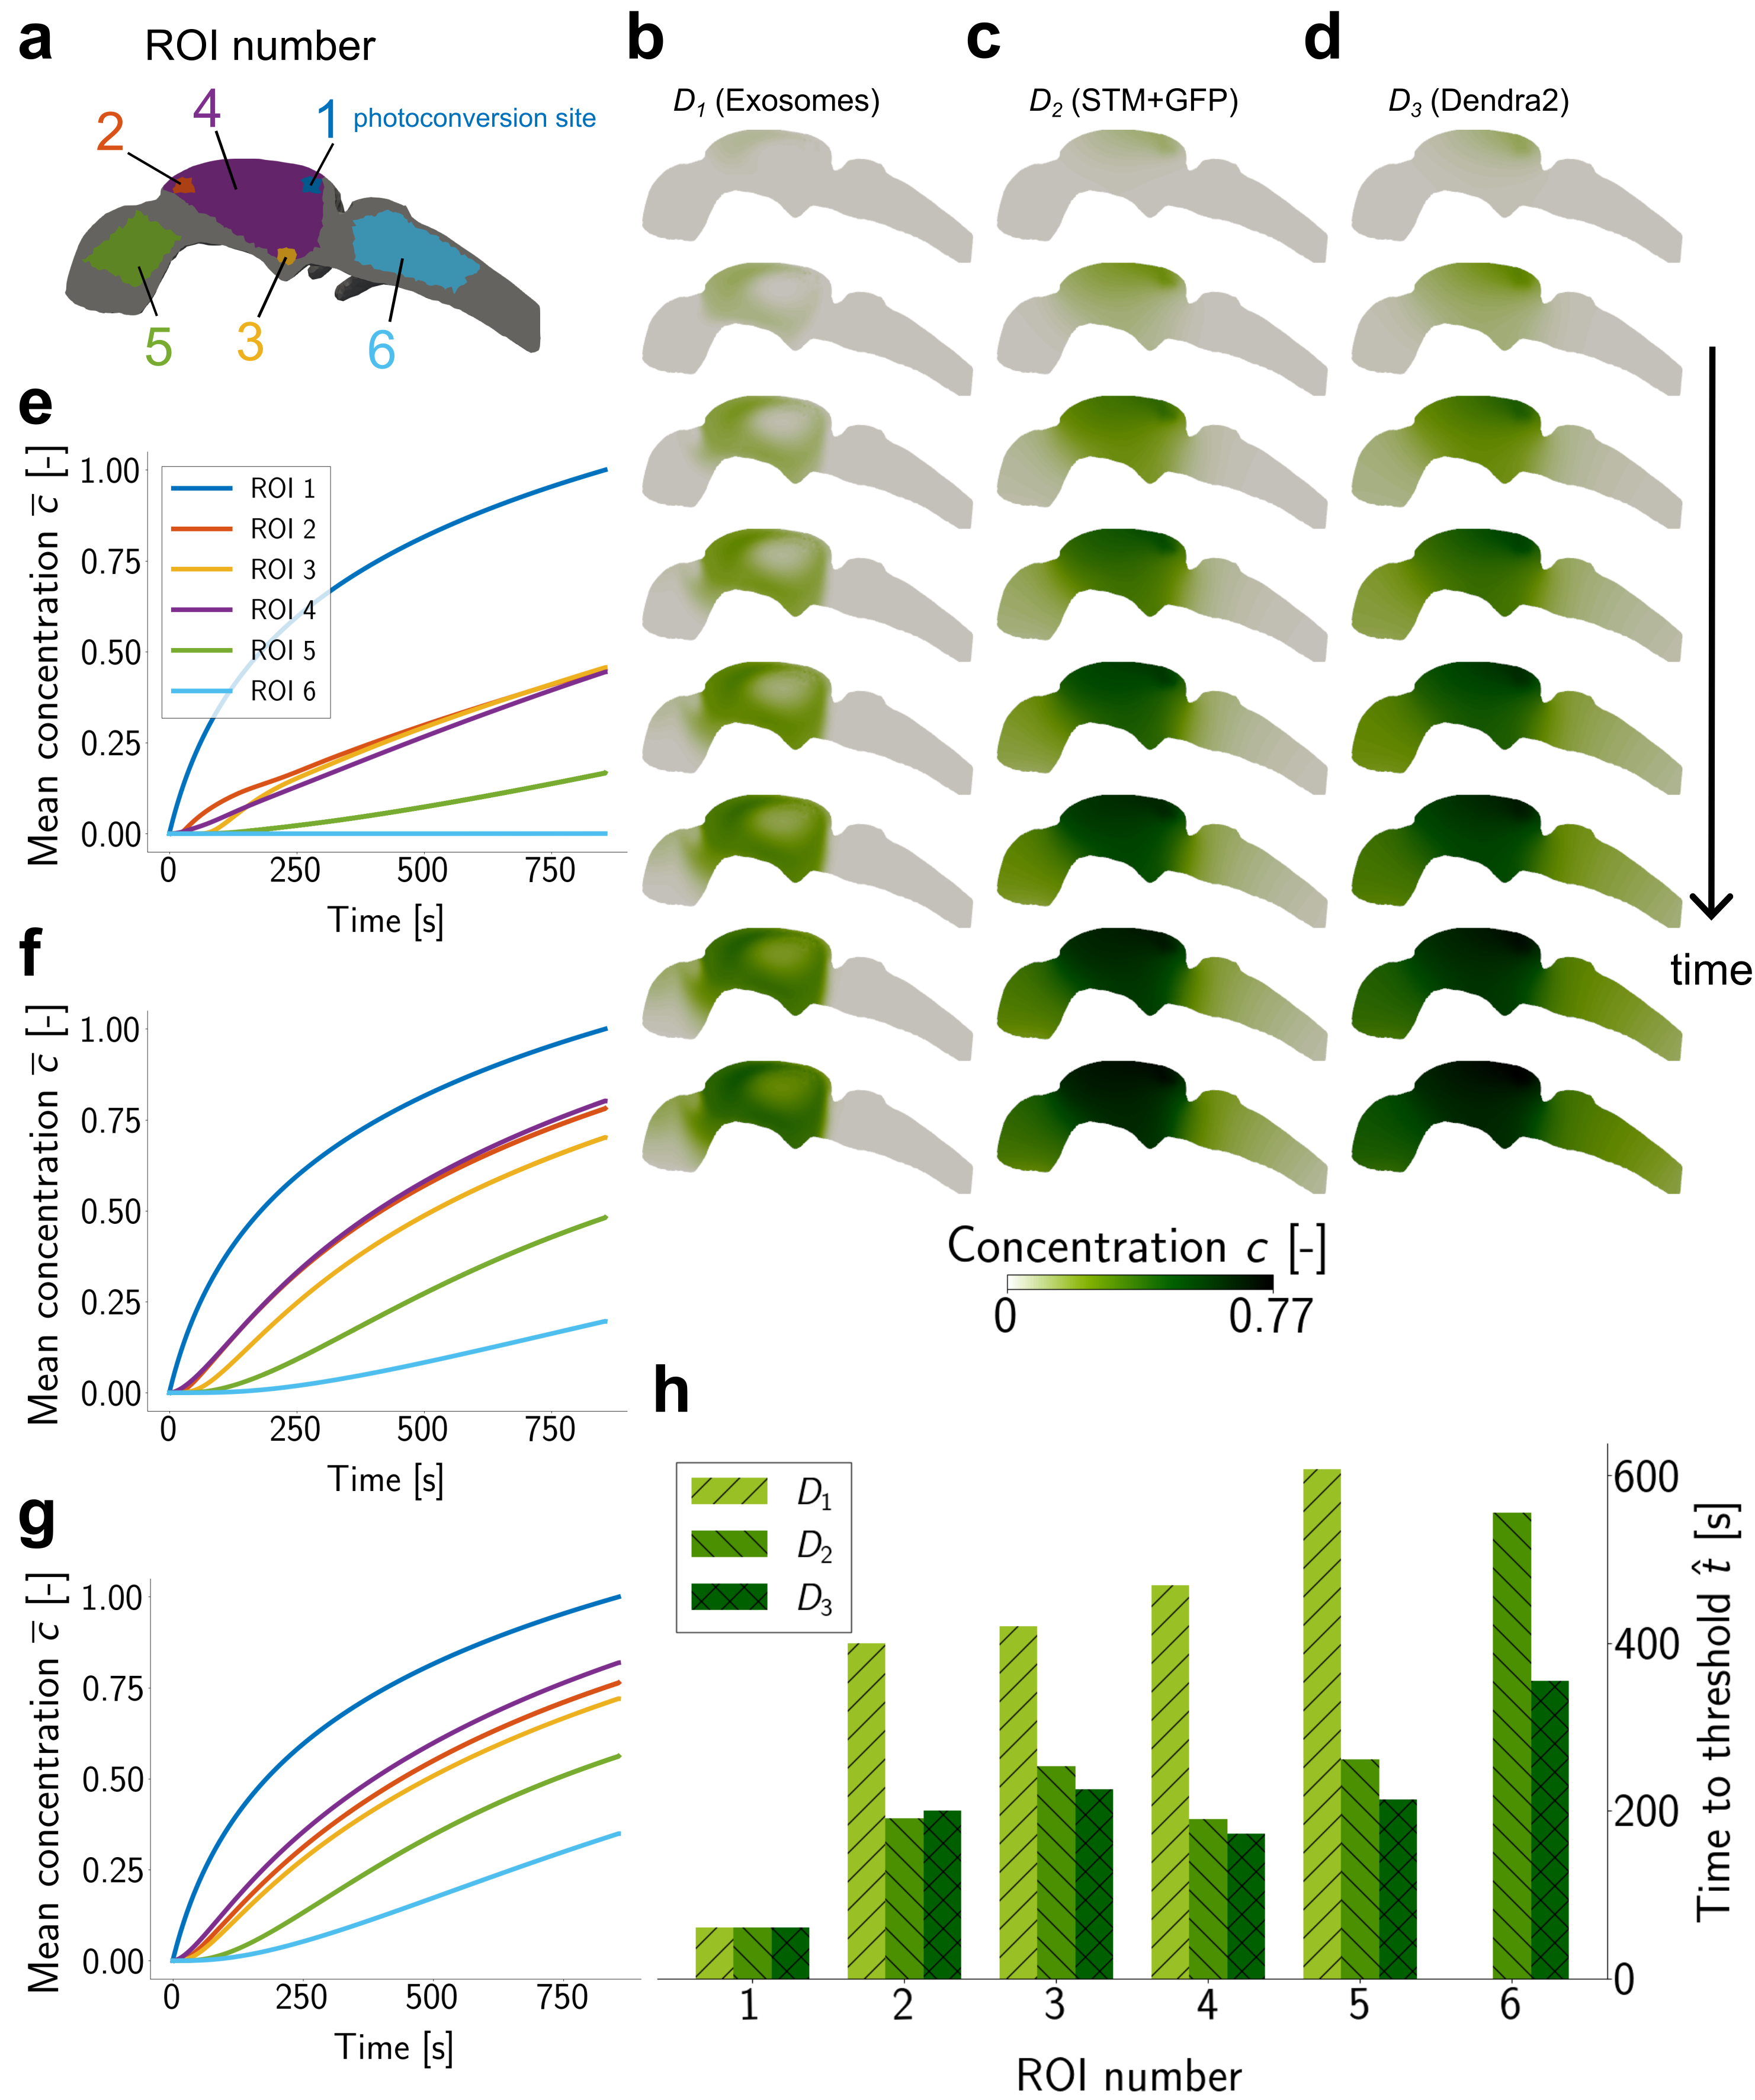 a
ROI number
2
4
1 photoconversion site
5
3
6
b
D1 (Exosomes)
c
D2 (STM+GFP)
d
D3 (Dendra2)
time
Concentration c [-]
0
0.77
e
Mean concentration c̅ [-]
1.00
0.75
0.50
0.25
0.00
ROI 1
ROI 2
ROI 3
ROI 4
ROI 5
ROI 6
0
250
500
750
Time [s]
f
Mean concentration c̅ [-]
1.00
0.75
0.50
0.25
0.00
0
250
500
750
Time [s]
g
Mean concentration c̅ [-]
1.00
0.75
0.50
0.25
0.00
0
250
500
750
Time [s]
h
D1
D2
D3
600
400
200
0
Time to threshold t̂ [s]
1
2
3
4
5
6
ROI number